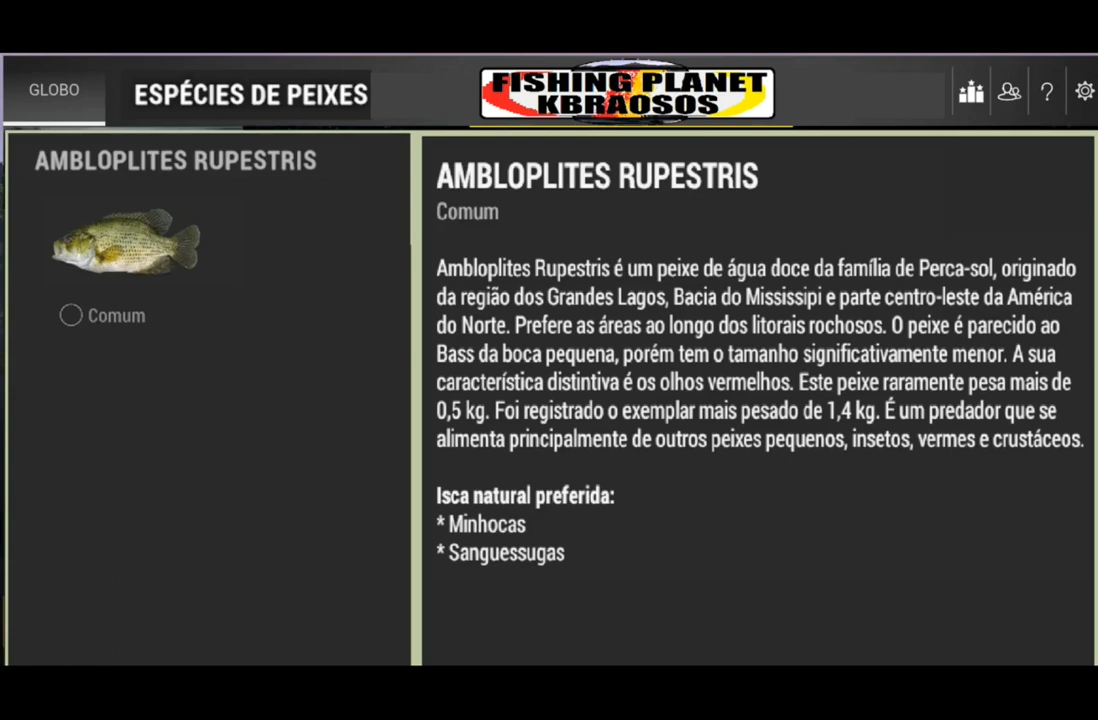 GLOBO
ESPÉCIES DE PEIXES
FISHING PLANET
KBRAOSOS
AMBLOPLITES RUPESTRIS
Comum
AMBLOPLITES RUPESTRIS
Comum
Ambloplites Rupestris é um peixe de água doce da família de Perca-sol, originado
da região dos Grandes Lagos, Bacia do Mississipi e parte centro-leste da América
do Norte. Prefere as áreas ao longo dos litorais rochosos. O peixe é parecido ao
Bass da boca pequena, porém tem o tamanho significativamente menor. A sua
característica distintiva é os olhos vermelhos. Este peixe raramente pesa mais de
0,5 kg. Foi registrado o exemplar mais pesado de 1,4 kg. É um predador que se
alimenta principalmente de outros peixes pequenos, insetos, vermes e crustáceos.
Isca natural preferida:
* Minhocas
* Sanguessugas